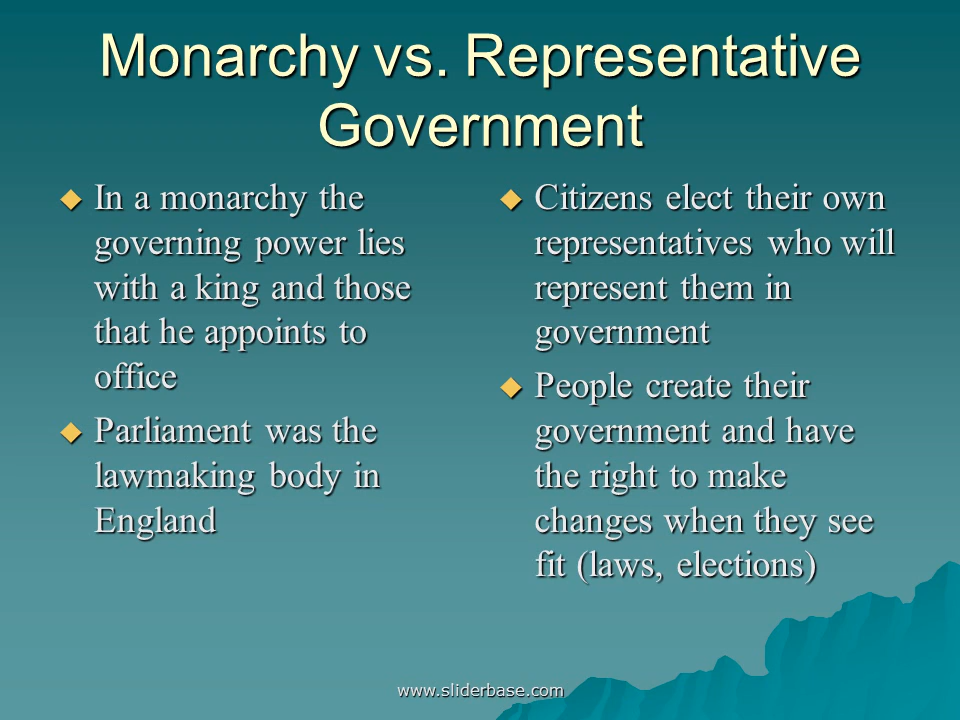 Monarchy vs. Representative
Government
In a monarchy the
governing power lies
with a king and those
that he appoints to
office
Parliament was the
lawmaking body in
England
Citizens elect their own
representatives who will
represent them in
government
People create their
government and have
the right to make
changes when they see
fit (laws, elections)
www.sliderbase.com